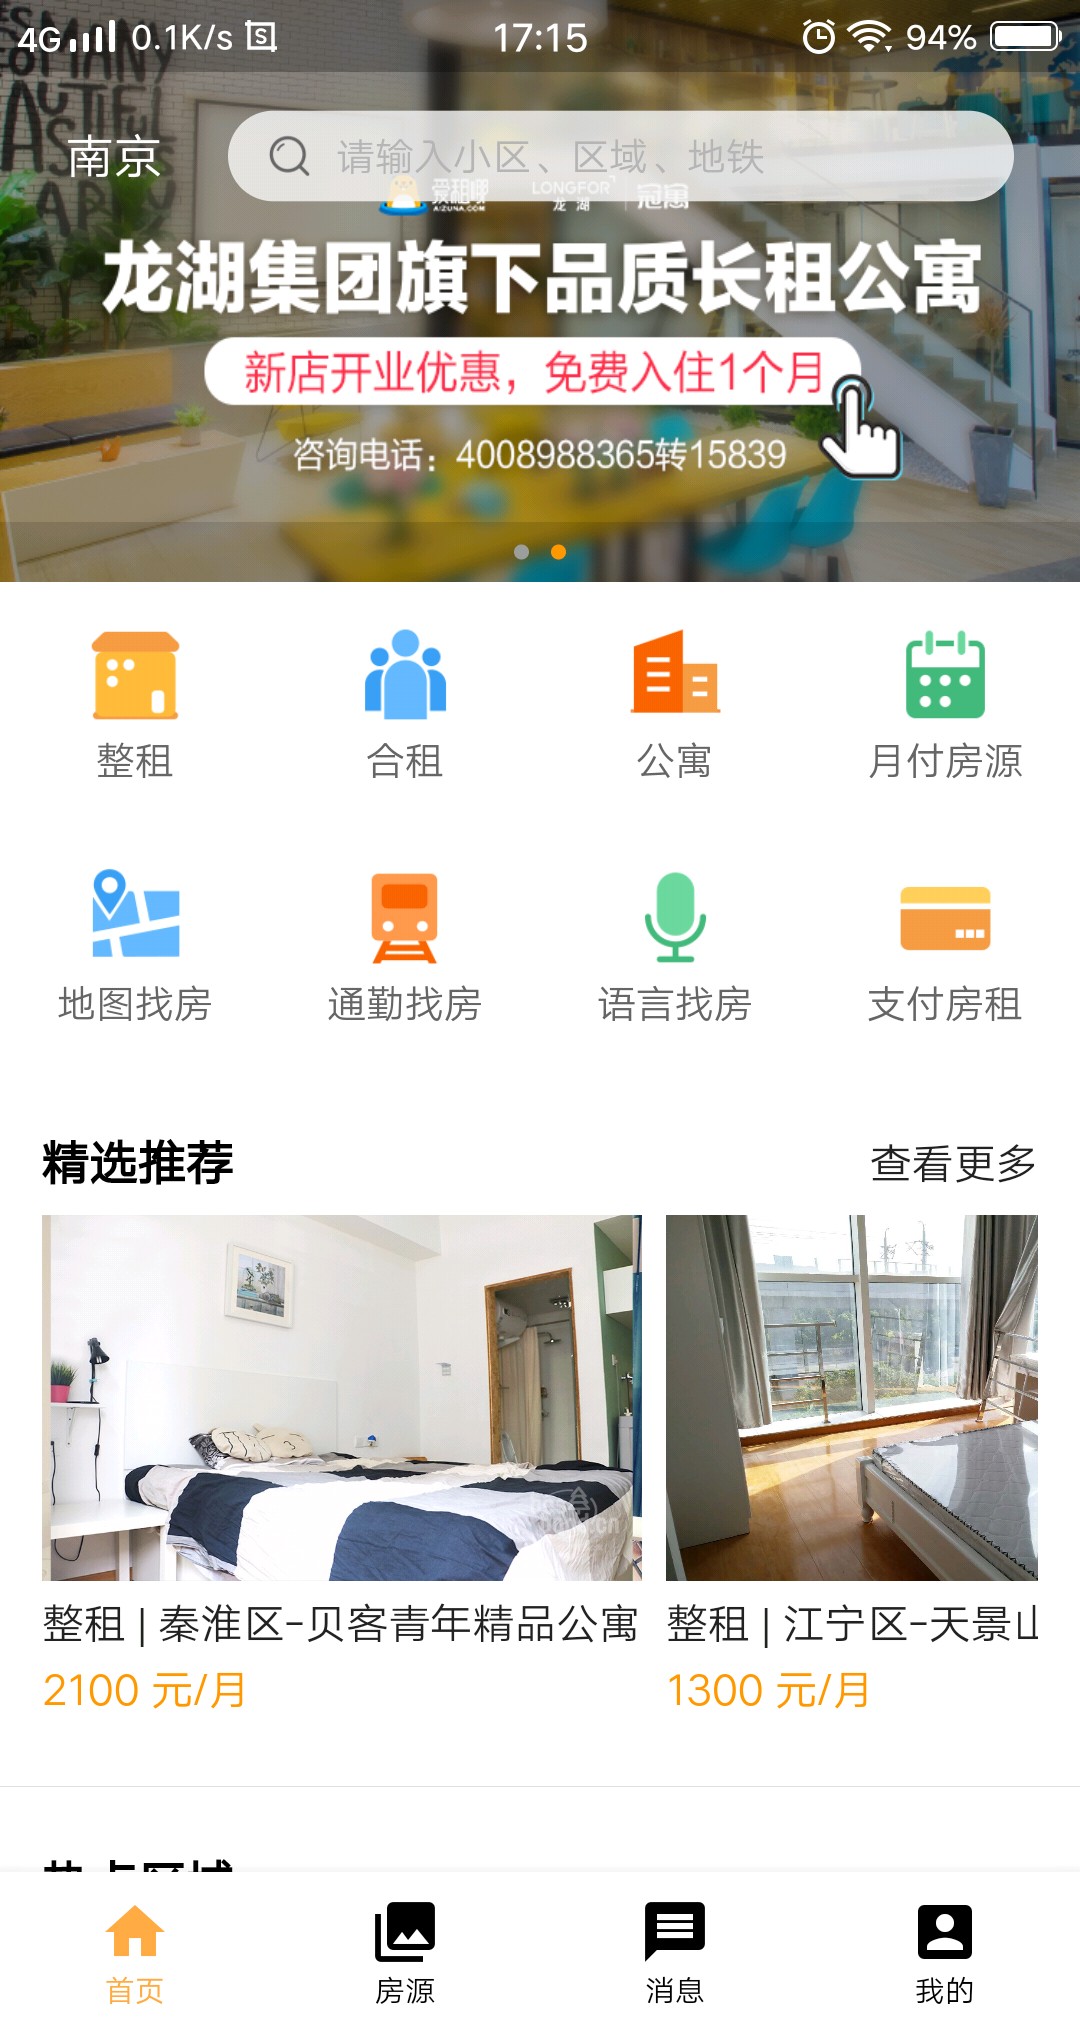 4G 0.1K/s 17:15 94%
南京 请输入小区、区域、地铁
爱租哪 LONGFOR 龙湖 冠寓
AIZUNA.COM
龙湖集团旗下品质长租公寓
新店开业优惠，免费入住1个月
咨询电话：4008988365转15839
整租 合租 公寓 月付房源
地图找房 通勤找房 语言找房 支付房租
精选推荐 查看更多
整租 | 秦淮区-贝客青年精品公寓 整租 | 江宁区-天景山
2100 元/月 1300 元/月
首页 房源 消息 我的